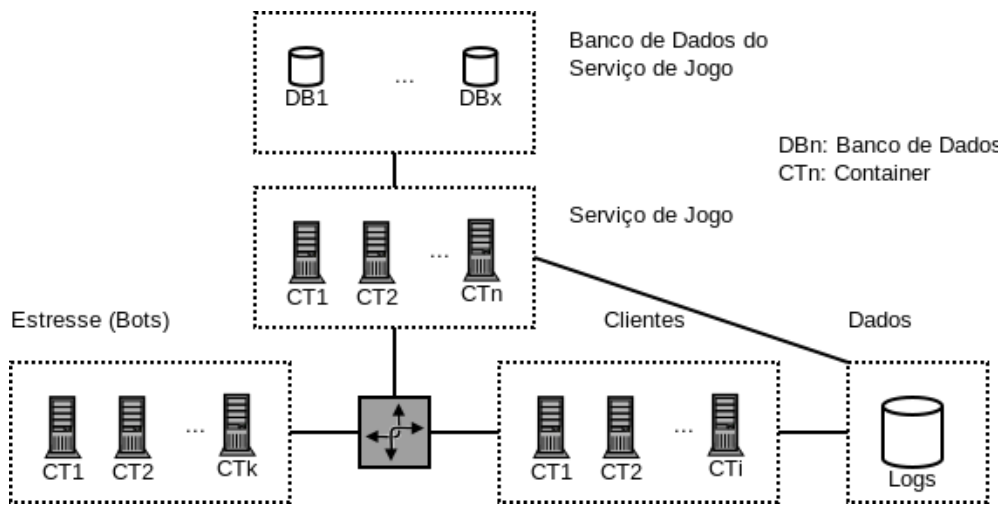 Banco de Dados do
Serviço de Jogo
... 
DB1
DBx
DBn: Banco de Dados
CTn: Container
Serviço de Jogo
...
CT1
CT2
CTn
Estresse (Bots)
Clientes
Dados
...
CT1
CT2
CTk
...
CT1
CT2
CTi
Logs